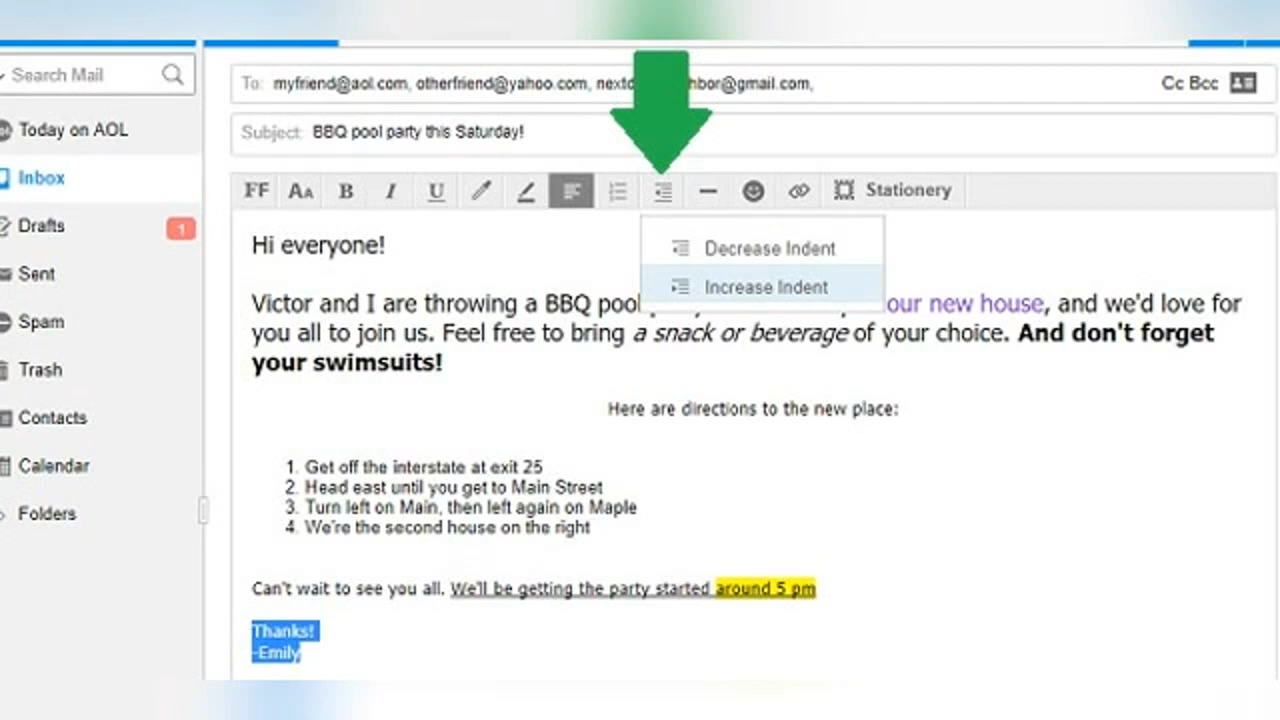 Search Mail
Today on AOL
Inbox
Drafts
1
Sent
Spam
Trash
Contacts
Calendar
Folders
To: myfriend@aol.com, otherfriend@yahoo.com, hbor@gmail.com,
Cc Bcc
Subject: BBQ pool party this Saturday!
FF AA B I U Stationery
Decrease Indent
Increase Indent
Hi everyone!
Victor and I are throwing a BBQ pool our new house, and we'd love for
you all to join us. Feel free to bring a snack or beverage of your choice. And don't forget
your swimsuits!
Here are directions to the new place:
1. Get off the interstate at exit 25
2. Head east until you get to Main Street
3. Turn left on Main, then left again on Maple
4. We're the second house on the right
Can't wait to see you all. We'll be getting the party started around 5 pm
Thanks!
-Emily